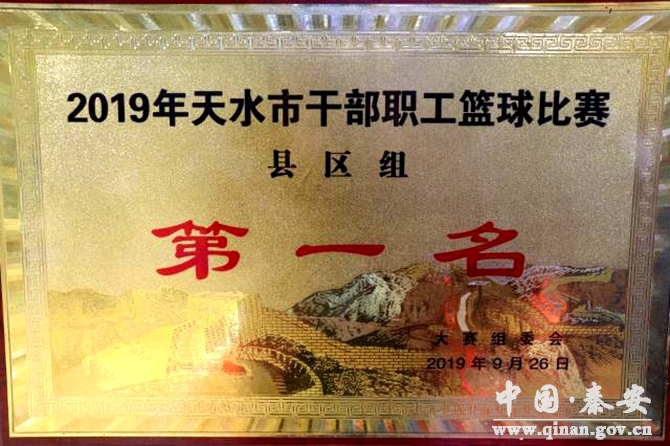 2019年天水市干部职工篮球比赛
县区组
第一名
大赛组委会
2019年9月26日
中国·秦安
www.qinan.gov.cn